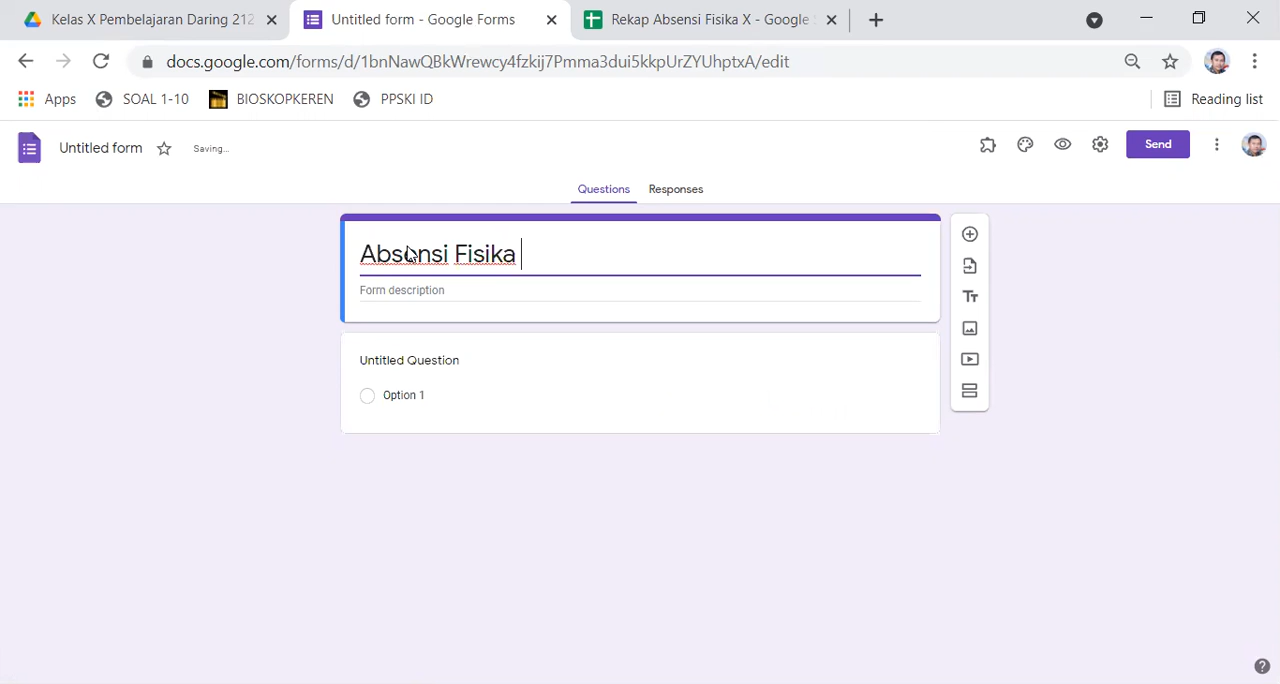 Kelas X Pembelajaran Daring 212
Untitled form - Google Forms
Rekap Absensi Fisika X - Google
docs.google.com/forms/d/1bnNawQBkWrewcy4fzkij7Pmma3dui5kkpUrZYUhptxA/edit
Apps
SOAL 1-10
BIOSKOPKEREN
PPSKI ID
Reading list
Untitled form
Saving...
Send
Questions
Responses
Absensi Fisika
Form description
Untitled Question
Option 1